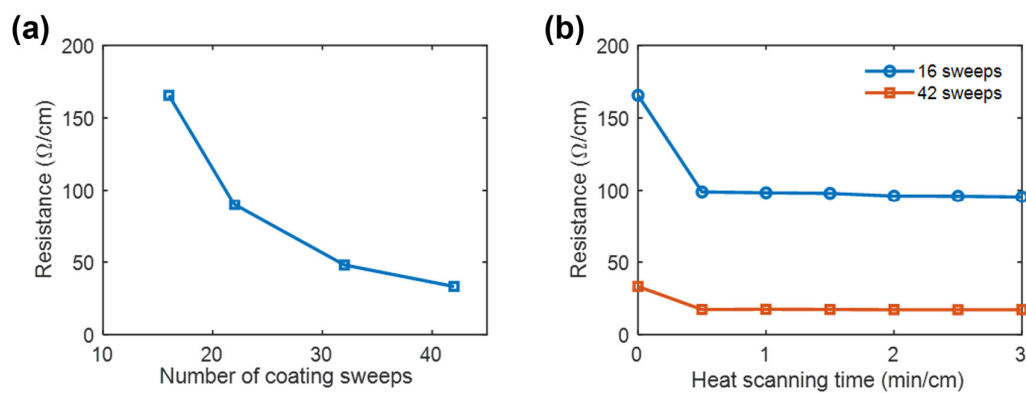 (a)
200
150
100
50
0
10
20
30
40
Resistance (Ω/cm)
Number of coating sweeps
(b)
200
150
100
50
0
0
1
2
3
Resistance (Ω/cm)
Heat scanning time (min/cm)
16 sweeps
42 sweeps